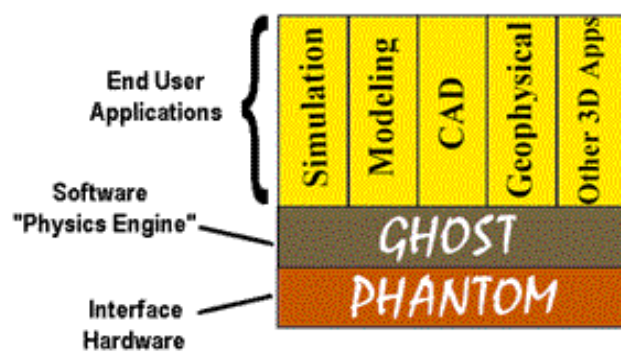 End User
Applications
Simulation
Modeling
CAD
Geophysical
Other 3D Apps
Software
"Physics Engine"
GHOST
Interface
Hardware
PHANTOM